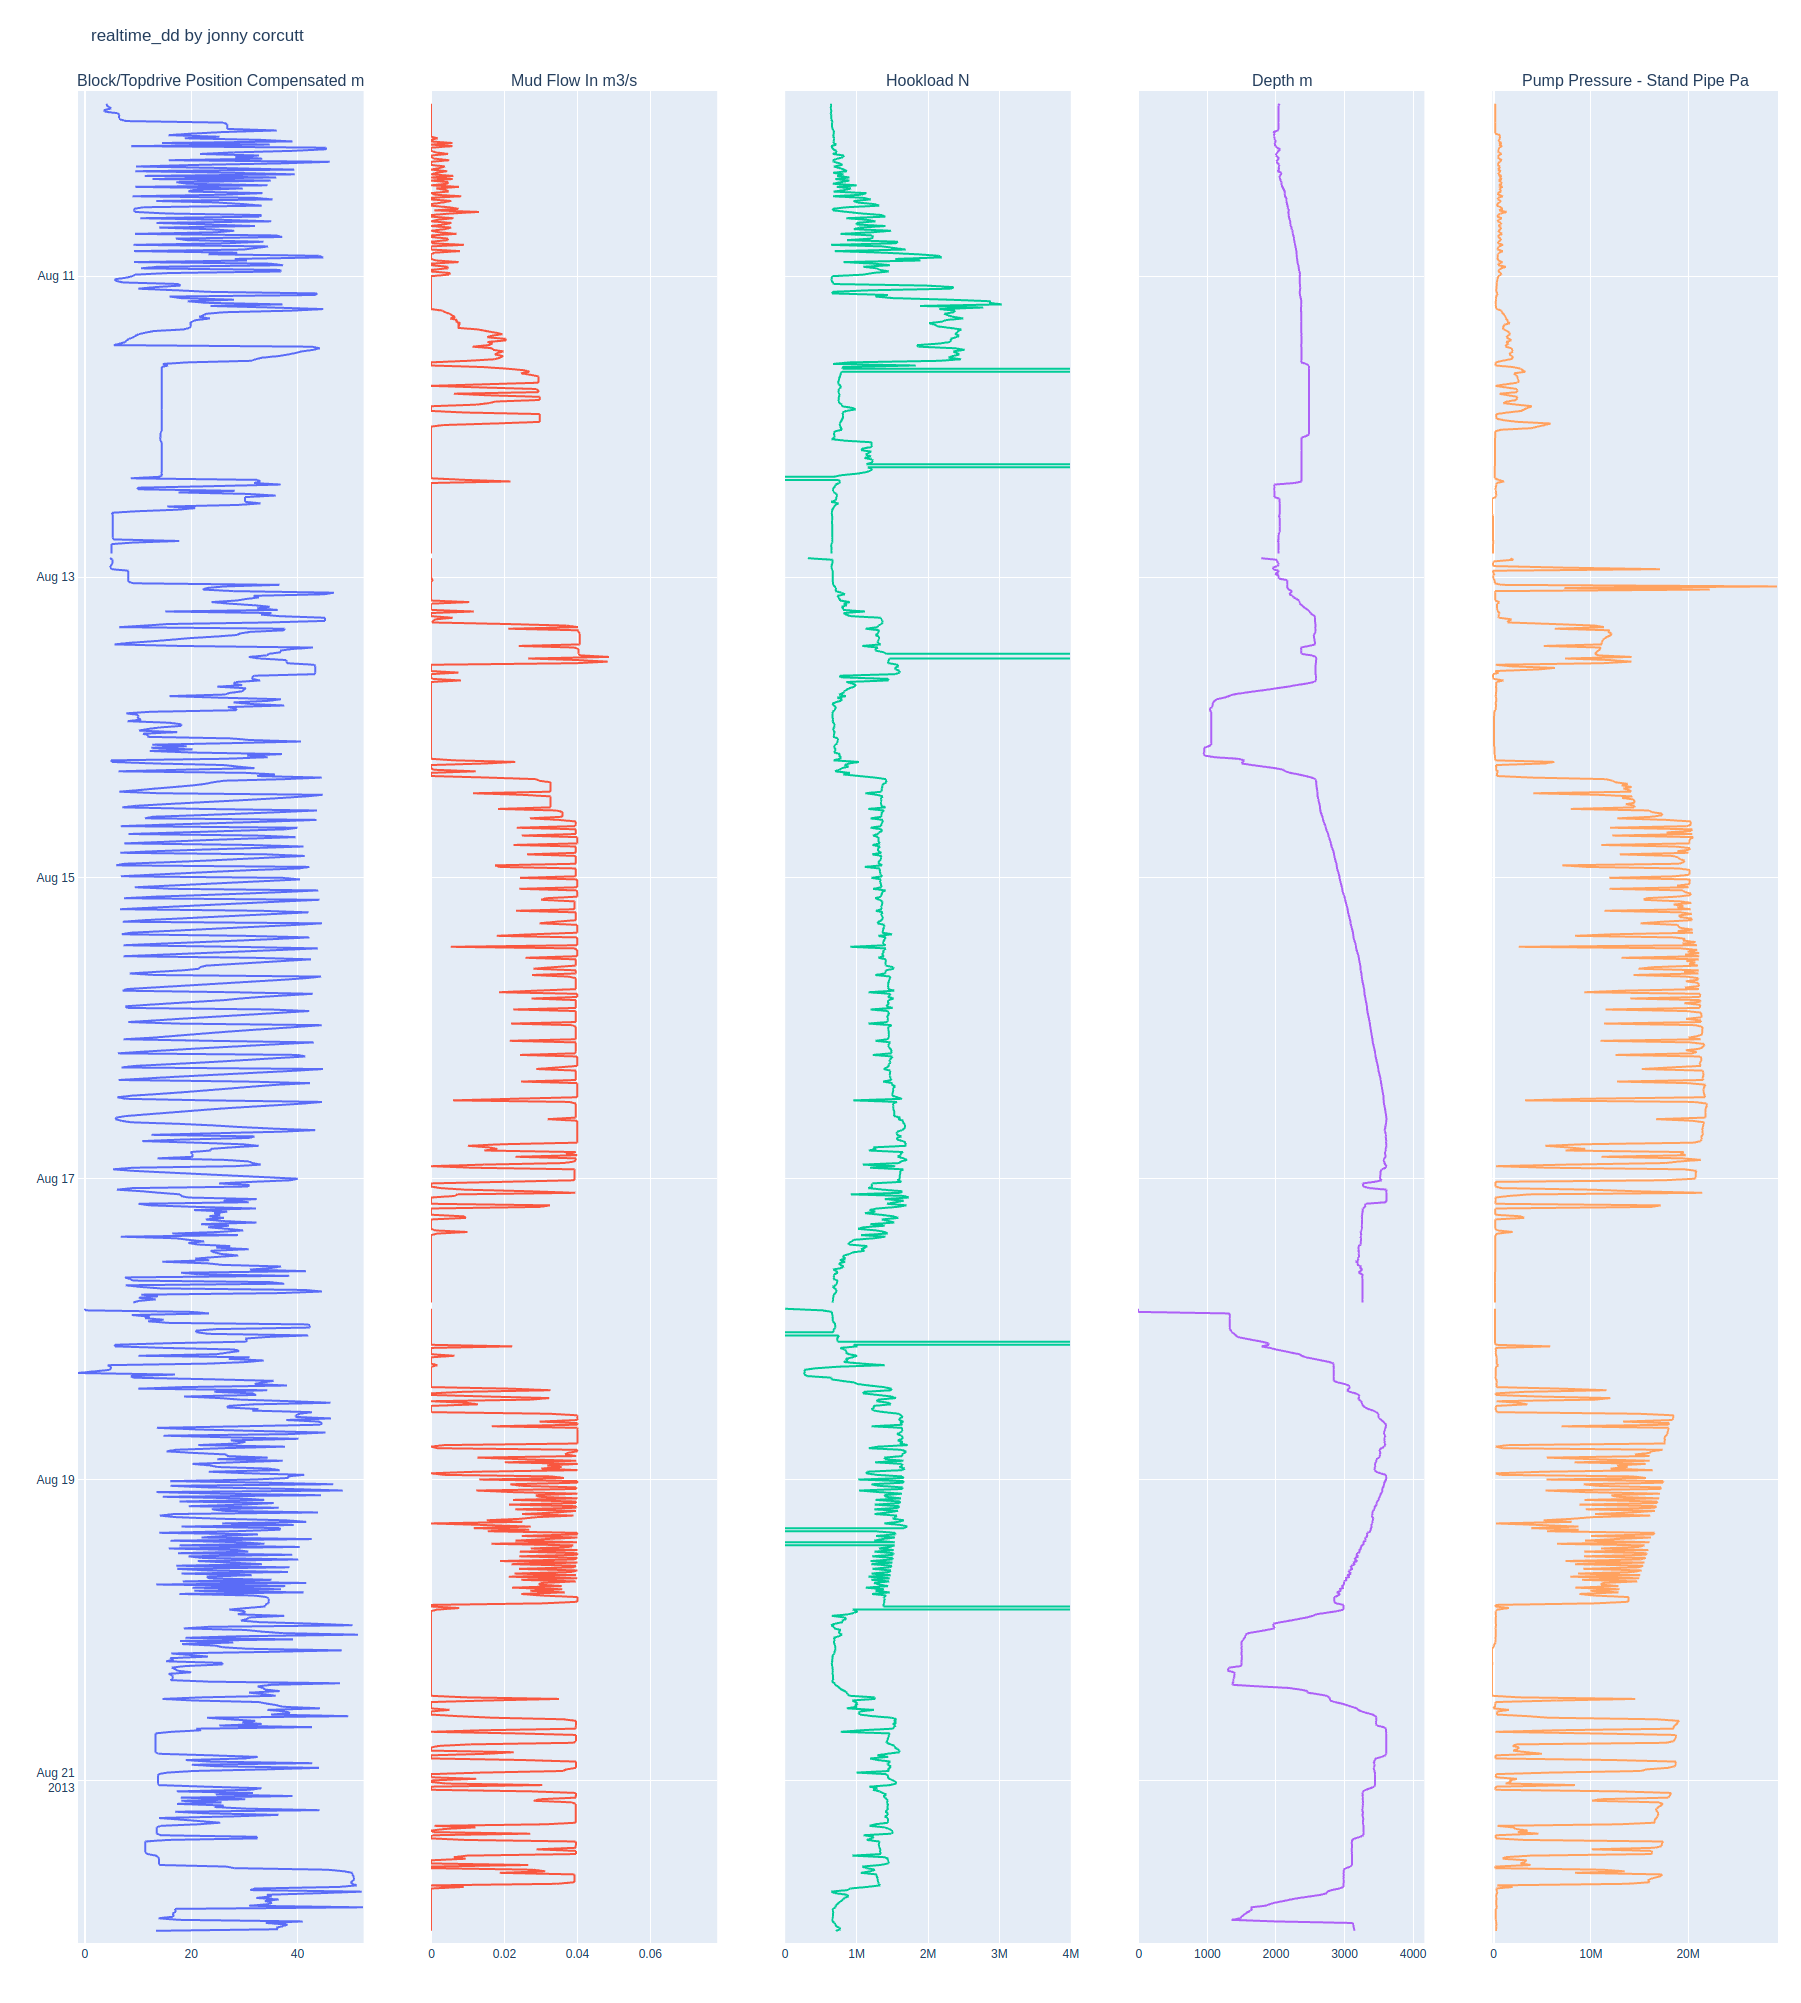 realtime_dd by jonny corcutt
Block/Topdrive Position Compensated m
Mud Flow In m3/s
Hookload N
Depth m
Pump Pressure - Stand Pipe Pa
Aug 11
Aug 13
Aug 15
Aug 17
Aug 19
Aug 21
2013
0 20 40
0 0.02 0.04 0.06
0 1M 2M 3M 4M
0 1000 2000 3000 4000
0 10M 20M